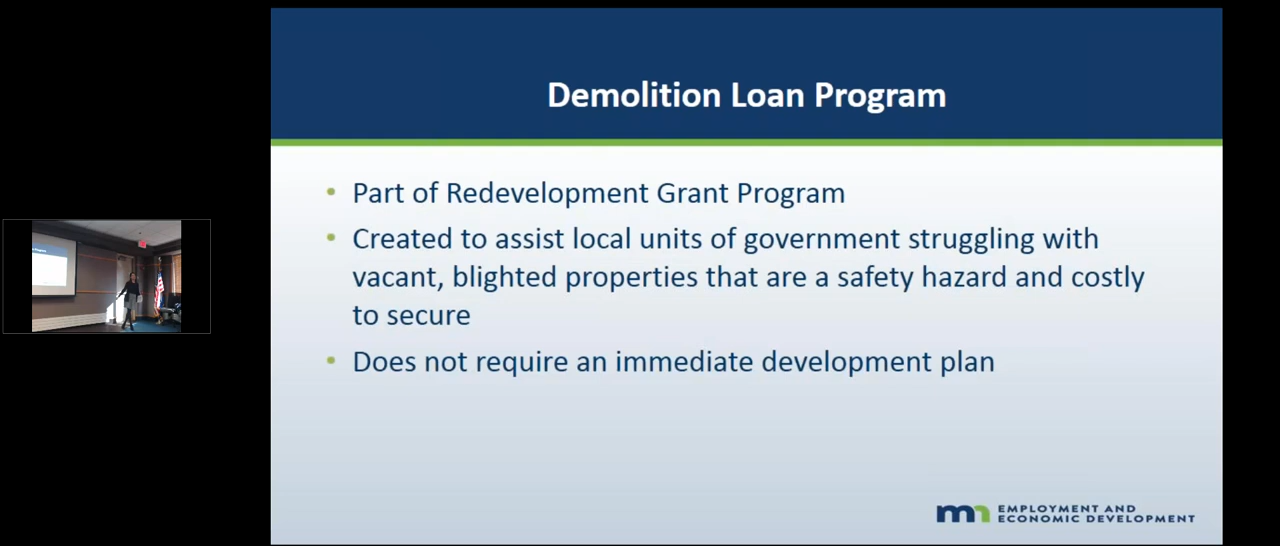 Demolition Loan Program
• Part of Redevelopment Grant Program
• Created to assist local units of government struggling with
vacant, blighted properties that are a safety hazard and costly
to secure
• Does not require an immediate development plan
mn EMPLOYMENT AND
ECONOMIC DEVELOPMENT